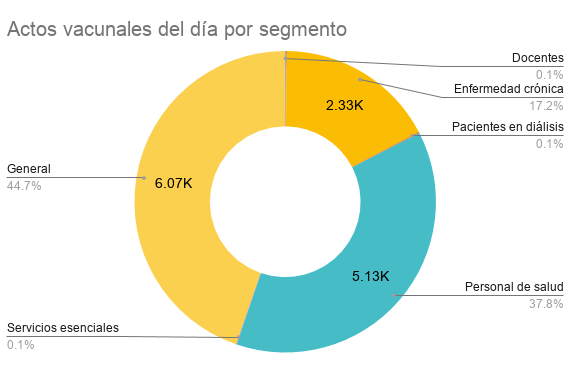 Actos vacunales del día por segmento
Docentes
0.1%
Enfermedad crónica
17.2%
2.33K
Pacientes en diálisis
0.1%
General
44.7%
6.07K
5.13K
Personal de salud
37.8%
Servicios esenciales
0.1%